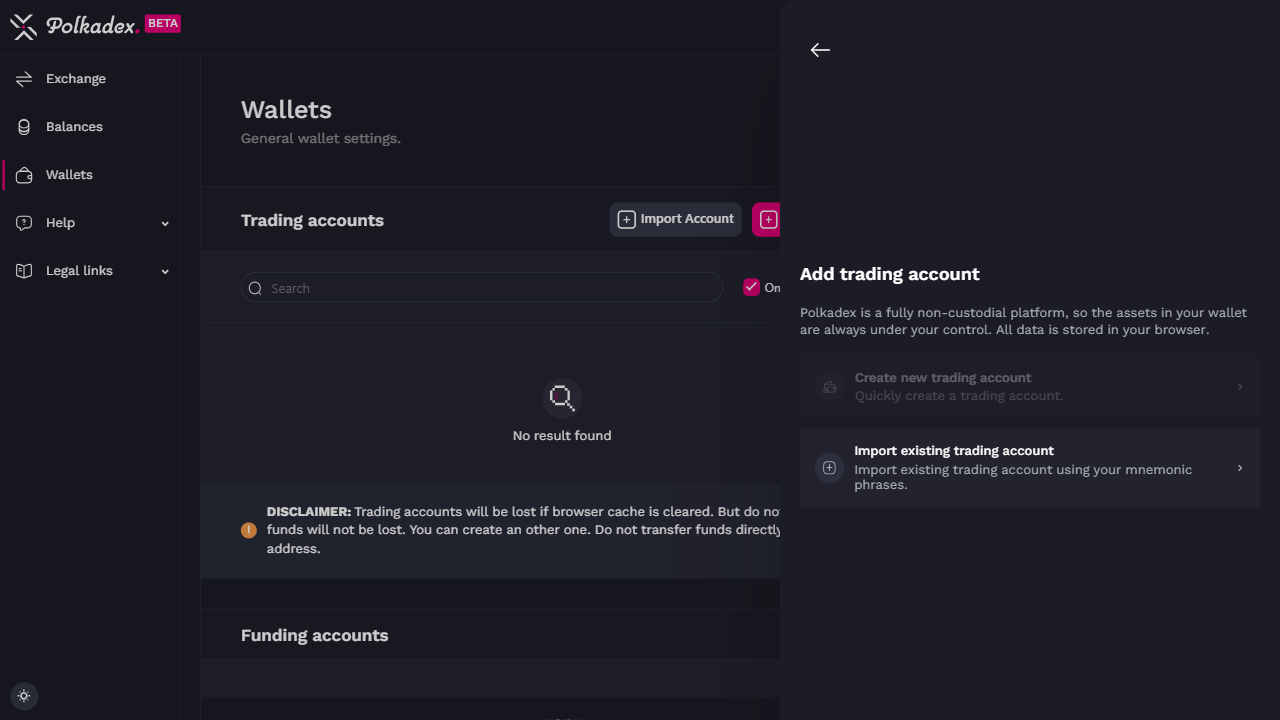 Polkadex.
BETA
Exchange
Balances
Wallets
Help
Legal links
Wallets
General wallet settings.
Trading accounts
Import Account
Search
No result found
DISCLAIMER: Trading accounts will be lost if browser cache is cleared. But do
funds will not be lost. You can create an other one. Do not transfer funds directly
address.
Funding accounts
Add trading account
Polkadex is a fully non-custodial platform, so the assets in your wallet
are always under your control. All data is stored in your browser.
Create new trading account
Quickly create a trading account.
Import existing trading account
Import existing trading account using your mnemonic
phrases.